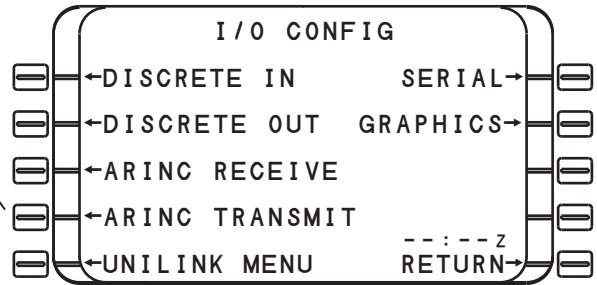 I/O CONFIG
←DISCRETE IN SERIAL→
←DISCRETE OUT GRAPHICS→
←ARINC RECEIVE
←ARINC TRANSMIT
--:--Z
←UNILINK MENU RETURN→